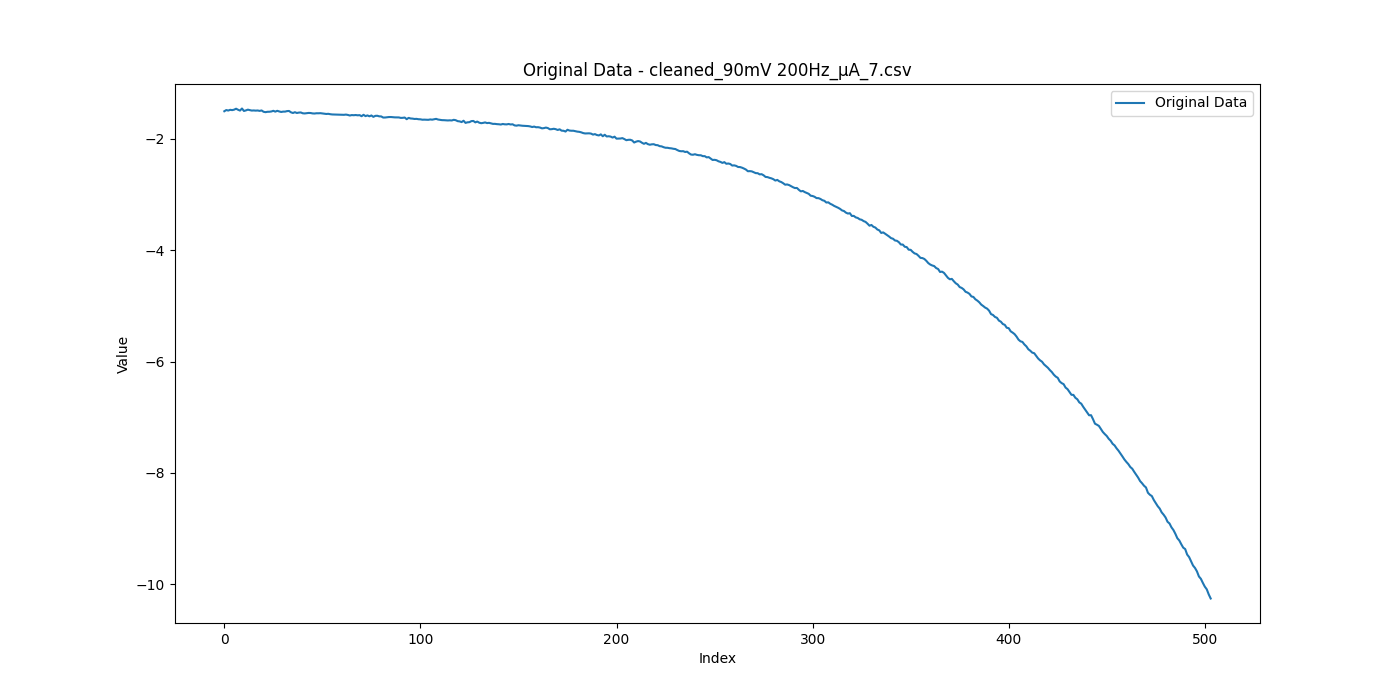 Original Data - cleaned_90mV 200Hz_µA_7.csv
Original Data
−2
−4
−6
−8
−10
Value
0 100 200 300 400 500
Index